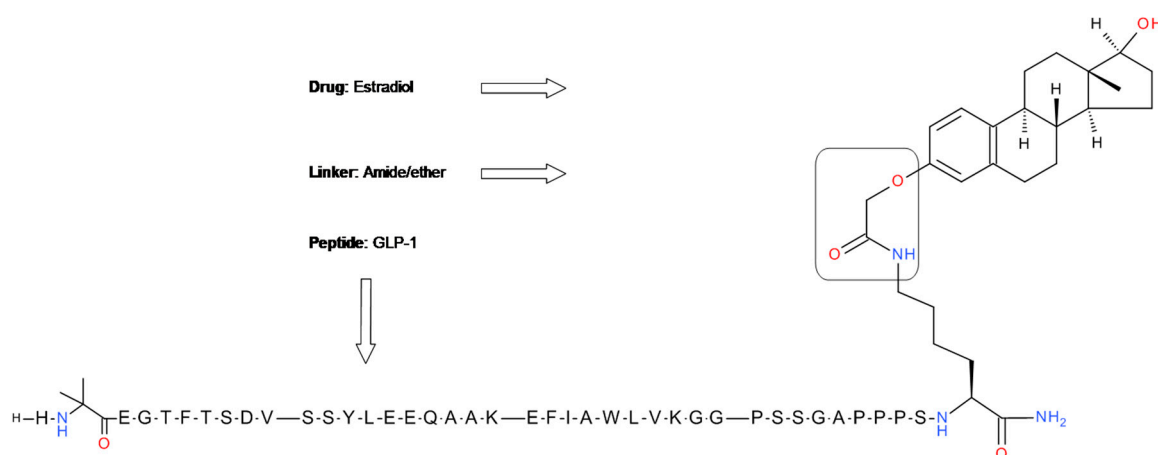 Drug: Estradiol
Linker: Amide/ether
Peptide: GLP-1
H OH
H
H H
O
O NH
H–H-N H O E-G-T-F-T-S-D-V—S-S-Y-L-E-E-Q-A-A-K—E-F-I-A-W-L-V-K-G-G—P-S-S-G-A-P-P-P-S-N H O NH2